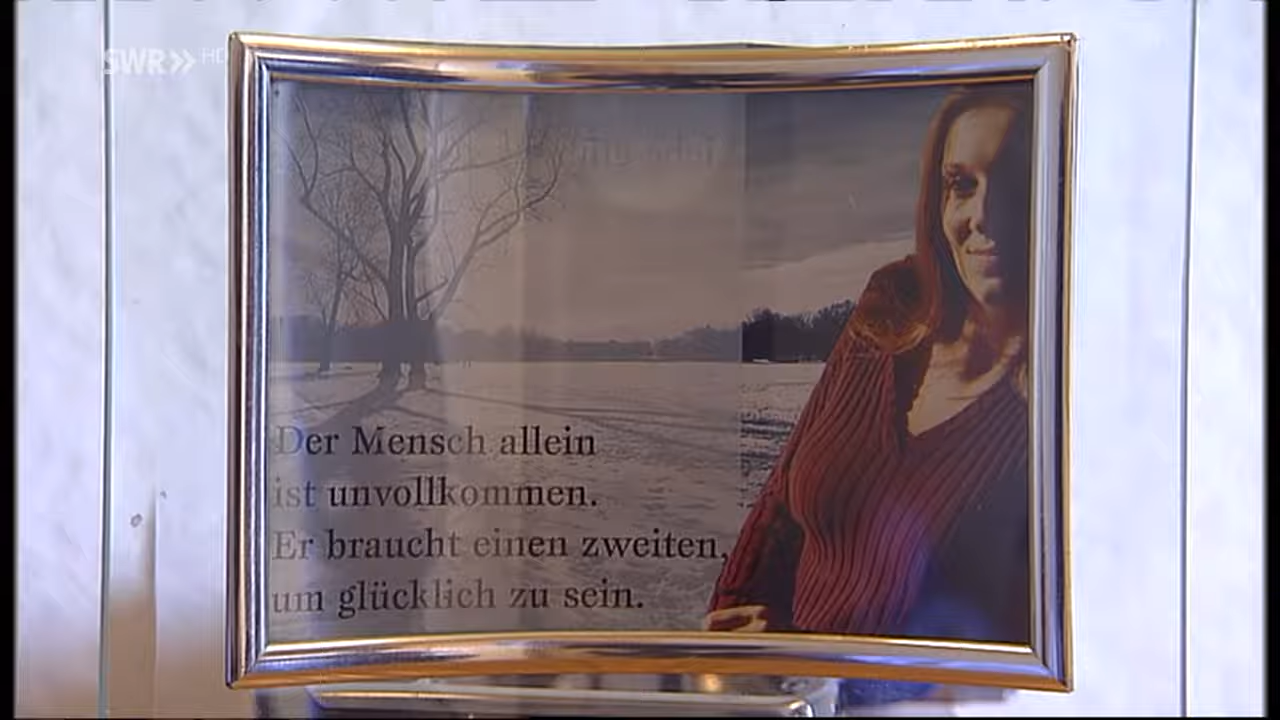 SWR» HD
Der Mensch allein
ist unvollkommen.
Er braucht einen zweiten,
um glücklich zu sein.